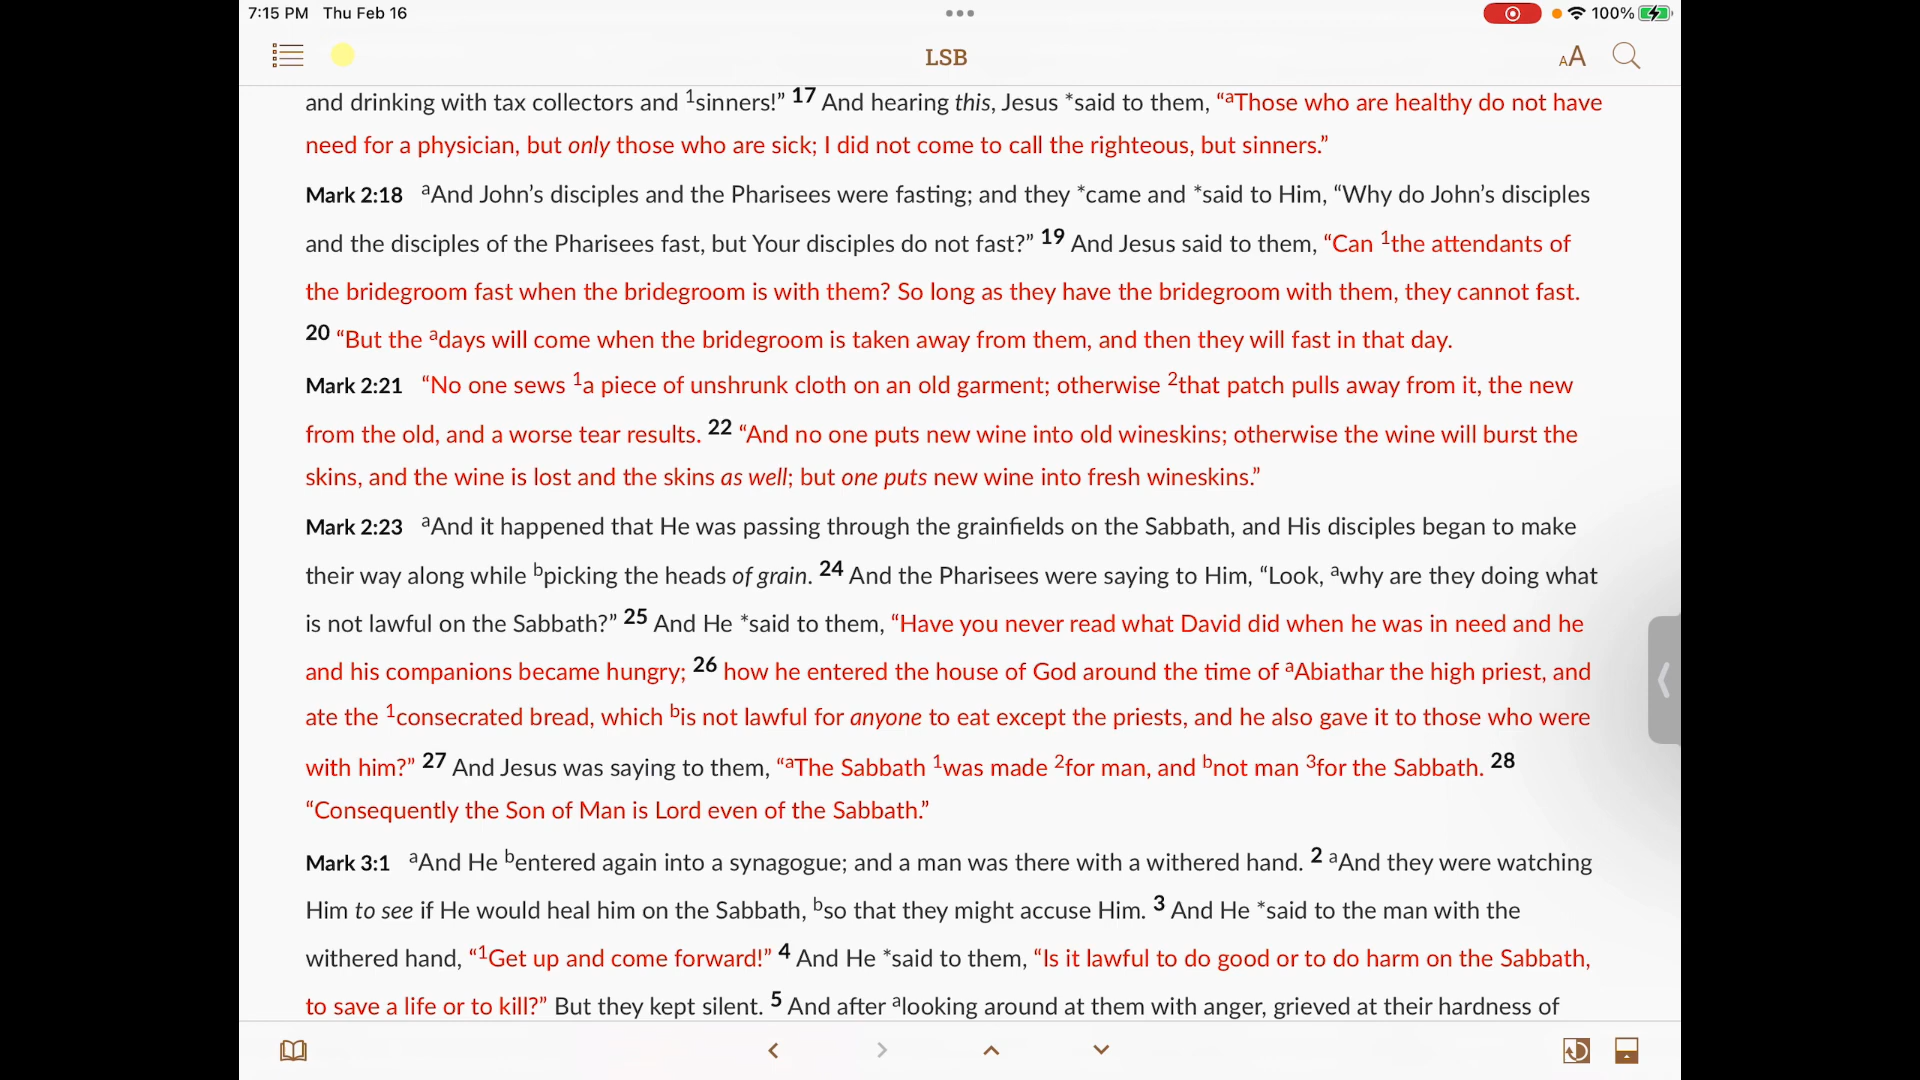 7:15 PM Thu Feb 16
100%
LSB
AA
and drinking with tax collectors and ¹sinners!” 17 And hearing this, Jesus *said to them, “ᵃThose who are healthy do not have
need for a physician, but only those who are sick; I did not come to call the righteous, but sinners.”
Mark 2:18 ᵃAnd John’s disciples and the Pharisees were fasting; and they *came and *said to Him, “Why do John’s disciples
and the disciples of the Pharisees fast, but Your disciples do not fast?” 19 And Jesus said to them, “Can ¹the attendants of
the bridegroom fast when the bridegroom is with them? So long as they have the bridegroom with them, they cannot fast.
20 “But the ᵃdays will come when the bridegroom is taken away from them, and then they will fast in that day.
Mark 2:21 “No one sews ¹a piece of unshrunk cloth on an old garment; otherwise ²that patch pulls away from it, the new
from the old, and a worse tear results. 22 “And no one puts new wine into old wineskins; otherwise the wine will burst the
skins, and the wine is lost and the skins as well; but one puts new wine into fresh wineskins.”
Mark 2:23 ᵃAnd it happened that He was passing through the grainfields on the Sabbath, and His disciples began to make
their way along while ᵇpicking the heads of grain. 24 And the Pharisees were saying to Him, “Look, ᵃwhy are they doing what
is not lawful on the Sabbath?” 25 And He *said to them, “Have you never read what David did when he was in need and he
and his companions became hungry; 26 how he entered the house of God around the time of ᵃAbiathar the high priest, and
ate the ¹consecrated bread, which ᵇis not lawful for anyone to eat except the priests, and he also gave it to those who were
with him?” 27 And Jesus was saying to them, “ᵃThe Sabbath ¹was made ²for man, and ᵇnot man ³for the Sabbath. 28
“Consequently the Son of Man is Lord even of the Sabbath.”
Mark 3:1 ᵃAnd He ᵇentered again into a synagogue; and a man was there with a withered hand. 2 ᵃAnd they were watching
Him to see if He would heal him on the Sabbath, ᵇso that they might accuse Him. 3 And He *said to the man with the
withered hand, “¹Get up and come forward!” 4 And He *said to them, “Is it lawful to do good or to do harm on the Sabbath,
to save a life or to kill?” But they kept silent. 5 And after ᵃlooking around at them with anger, grieved at their hardness of